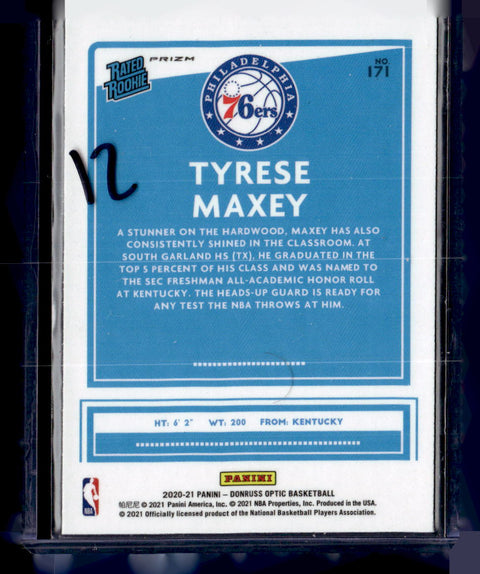 RATED
ROOKIE
PRIZM
NO.
171
PHILADELPHIA
76ers
12
TYRESE
MAXEY
A STUNNER ON THE HARDWOOD, MAXEY HAS ALSO
CONSISTENTLY SHINED IN THE CLASSROOM. AT
SOUTH GARLAND HS (TX), HE GRADUATED IN THE
TOP 5 PERCENT OF HIS CLASS AND WAS NAMED TO
THE SEC FRESHMAN ALL-ACADEMIC HONOR ROLL
AT KENTUCKY. THE HEADS-UP GUARD IS READY FOR
ANY TEST THE NBA THROWS AT HIM.
HT: 6' 2" WT: 200 FROM: KENTUCKY
PANINI
NBA
2020-21 PANINI – DONRUSS OPTIC BASKETBALL
帕尼尼 © 2021 Panini America, Inc. © 2021 NBA Properties, Inc. Produced in the USA.
© 2021 Officially licensed product of the National Basketball Players Association.